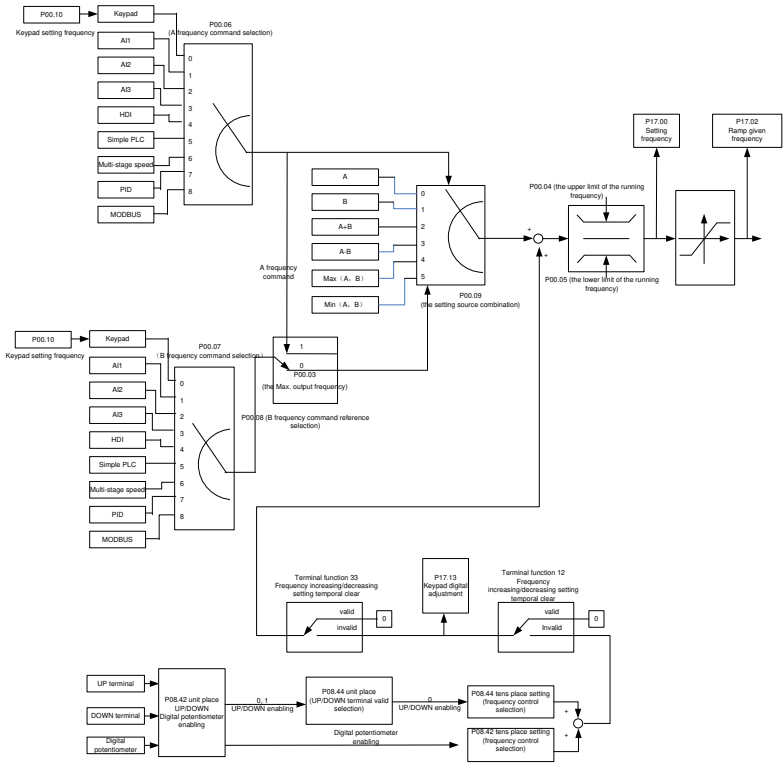 P00.06
(A frequency command selection)
P00.10
Keypad
Keypad setting frequency
AI1
AI2
AI3
HDI
Simple PLC
Multi-stage speed
PID
MODBUS
0
1
2
3
4
5
6
7
8
A frequency
command
A
B
A+B
A-B
Max（A，B）
Min（A，B）
0
1
2
3
4
5
P00.09
(the setting source combination)
+
+
P00.04 (the upper limit of the running
frequency)
P00.05 (the lower limit of the running
frequency)
P17.00
Setting
frequency
P17.02
Ramp given
frequency
P00.10
Keypad
Keypad setting frequency
P00.07
（B frequency command selection）
AI1
AI2
AI3
HDI
Simple PLC
Multi-stage speed
PID
MODBUS
0
1
2
3
4
5
6
7
8
1
0
P00.03
(the Max. output frequency)
P00.08 (B frequency command reference
selection)
Terminal function 33
Frequency increasing/decreasing
setting temporal clear
valid
invalid
0
P17.13
Keypad digital
adjustment
Terminal function 12
Frequency
increasing/decreasing setting
temporal clear
valid
Invalid
0
UP terminal
DOWN terminal
Digital
potentiometer
P08.42 unit place
UP/DOWN
Digital potentiometer
enabling
0, 1
UP/DOWN enabling
P08.44 unit place
(UP/DOWN terminal valid
selection)
0
UP/DOWN enabling
P08.44 tens place setting
(frequency control
selection)
Digital potentiometer
enabling
P08.42 tens place setting
(frequency control
selection)
+
+